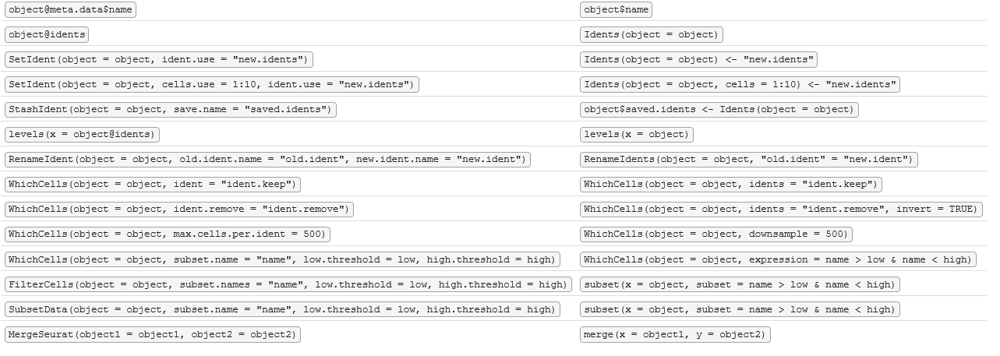 object@meta.data$name object$name
object@idents Idents(object = object)
SetIdent(object = object, ident.use = "new.idents") Idents(object = object) <- "new.idents"
SetIdent(object = object, cells.use = 1:10, ident.use = "new.idents") Idents(object = object, cells = 1:10) <- "new.idents"
StashIdent(object = object, save.name = "saved.idents") object$saved.idents <- Idents(object = object)
levels(x = object@idents) levels(x = object)
RenameIdent(object = object, old.ident.name = "old.ident", new.ident.name = "new.ident") RenameIdents(object = object, "old.ident" = "new.ident")
WhichCells(object = object, ident = "ident.keep") WhichCells(object = object, idents = "ident.keep")
WhichCells(object = object, ident.remove = "ident.remove") WhichCells(object = object, idents = "ident.remove", invert = TRUE)
WhichCells(object = object, max.cells.per.ident = 500) WhichCells(object = object, downsample = 500)
WhichCells(object = object, subset.name = "name", low.threshold = low, high.threshold = high) WhichCells(object = object, expression = name > low & name < high)
FilterCells(object = object, subset.names = "name", low.threshold = low, high.threshold = high) subset(x = object, subset = name > low & name < high)
SubsetData(object = object, subset.name = "name", low.threshold = low, high.threshold = high) subset(x = object, subset = name > low & name < high)
MergeSeurat(object1 = object1, object2 = object2) merge(x = object1, y = object2)